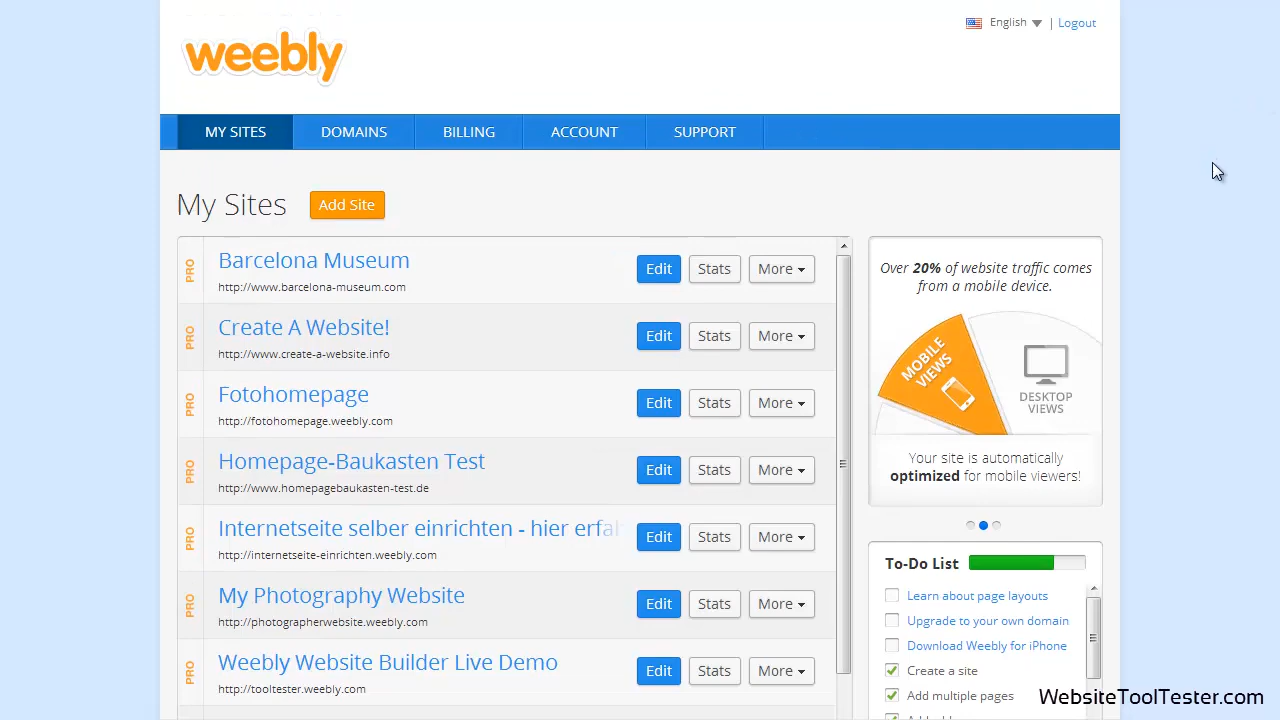 English | Logout
weebly
MY SITES DOMAINS BILLING ACCOUNT SUPPORT
My Sites Add Site
PRO Barcelona Museum
http://www.barcelona-museum.com
Edit Stats More
PRO Create A Website!
http://www.create-a-website.info
Edit Stats More
PRO Fotohomepage
http://fotohomepage.weebly.com
Edit Stats More
PRO Homepage-Baukasten Test
http://www.homepagebaukasten-test.de
Edit Stats More
PRO Internetseite selber einrichten - hier erfal
http://internetseite-einrichten.weebly.com
Edit Stats More
PRO My Photography Website
http://photographerwebsite.weebly.com
Edit Stats More
PRO Weebly Website Builder Live Demo
http://tooltester.weebly.com
Edit Stats More
Over 20% of website traffic comes
from a mobile device.
MOBILE
VIEWS
DESKTOP
VIEWS
Your site is automatically
optimized for mobile viewers!
To-Do List
Learn about page layouts
Upgrade to your own domain
Download Weebly for iPhone
Create a site
Add multiple pages
WebsiteToolTester.com